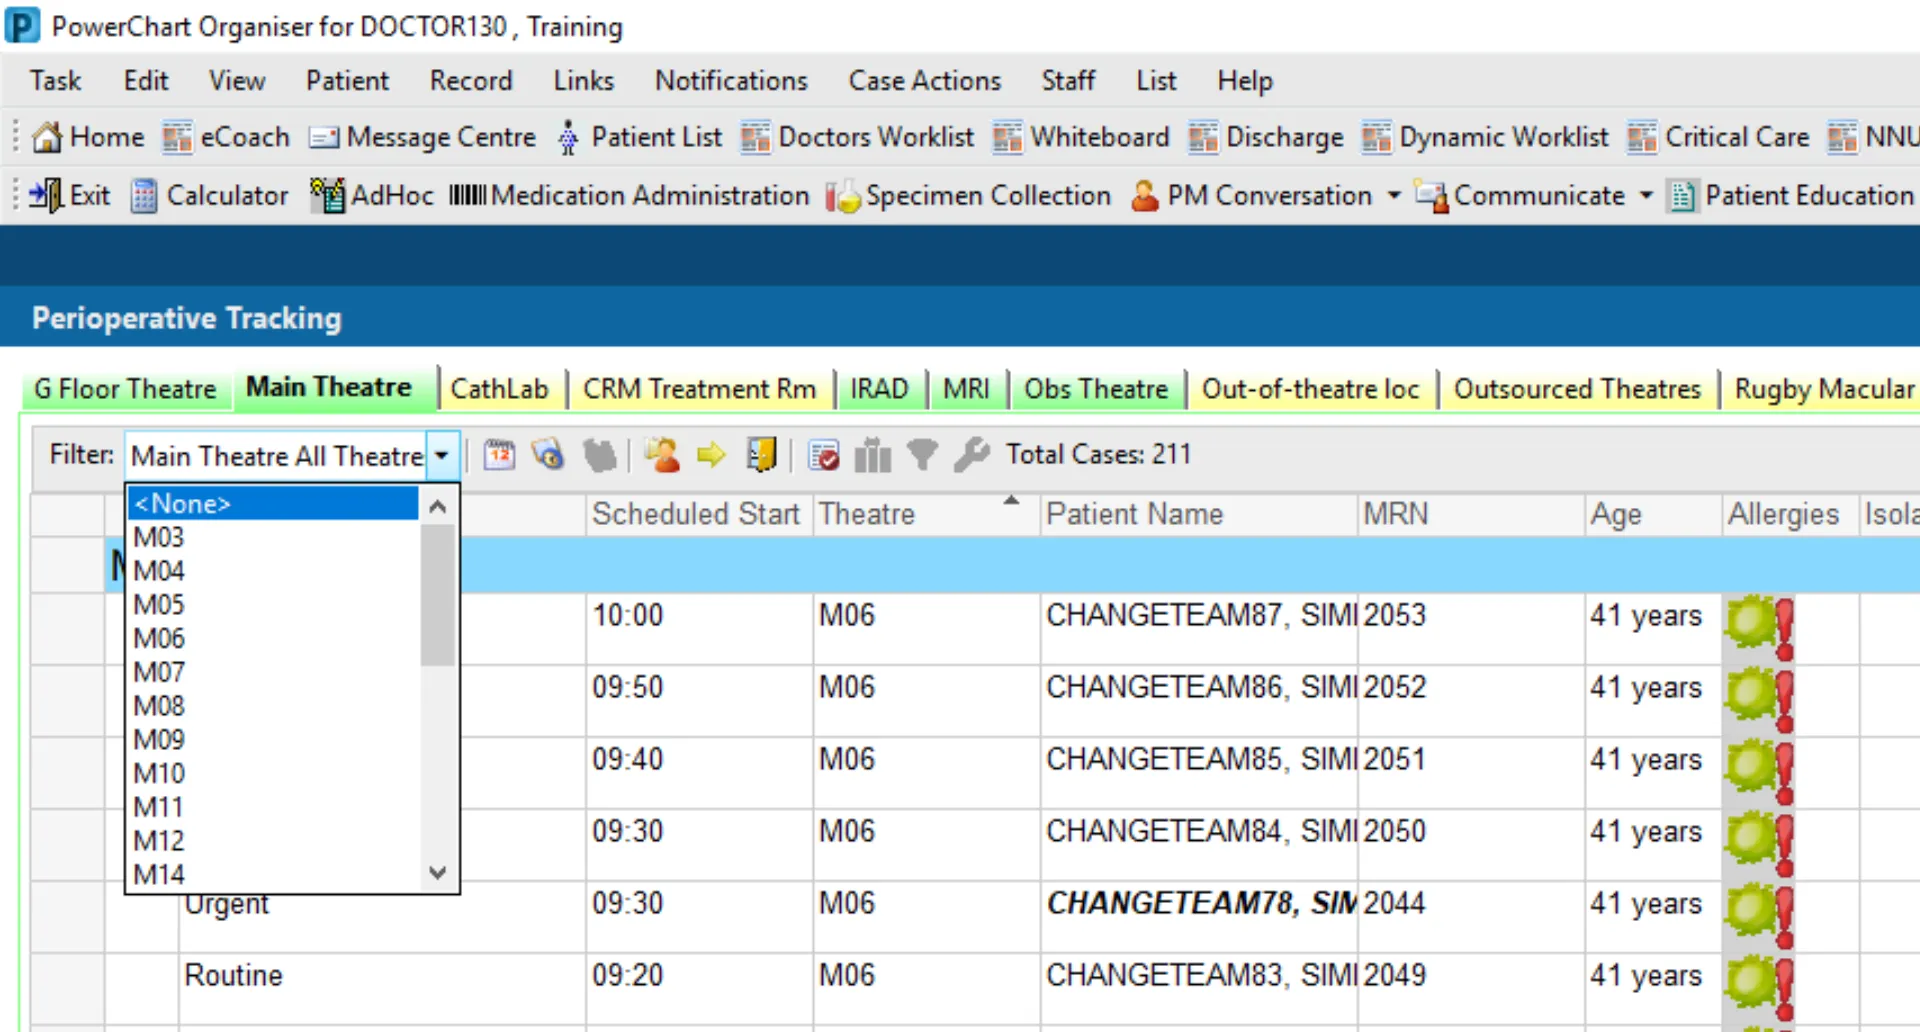 PowerChart Organiser for DOCTOR130 , Training
Task Edit View Patient Record Links Notifications Case Actions Staff List Help
Home eCoach Message Centre Patient List Doctors Worklist Whiteboard Discharge Dynamic Worklist Critical Care NNU
Exit Calculator AdHoc Medication Administration Specimen Collection PM Conversation Communicate Patient Education
Perioperative Tracking
G Floor Theatre Main Theatre CathLab CRM Treatment Rm IRAD MRI Obs Theatre Out-of-theatre loc Outsourced Theatres Rugby Macular
Filter: Main Theatre All Theatre 12 Total Cases: 211
<None>
M03
M04
M05
M06
M07
M08
M09
M10
M11
M12
M14
Scheduled Start Theatre Patient Name MRN Age Allergies Isola
10:00 M06 CHANGETEAM87, SIMI 2053 41 years
09:50 M06 CHANGETEAM86, SIMI 2052 41 years
09:40 M06 CHANGETEAM85, SIMI 2051 41 years
09:30 M06 CHANGETEAM84, SIMI 2050 41 years
Urgent 09:30 M06 CHANGETEAM78, SIM 2044 41 years
Routine 09:20 M06 CHANGETEAM83, SIMI 2049 41 years